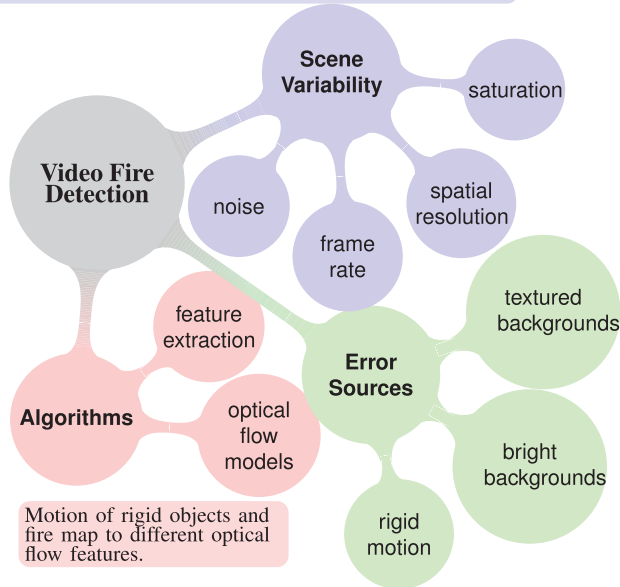 Scene
Variability
saturation
Video Fire
Detection
noise
spatial
resolution
frame
rate
feature
extraction
textured
backgrounds
Error
Sources
Algorithms
optical
flow
models
bright
backgrounds
rigid
motion
Motion of rigid objects and
fire map to different optical
flow features.